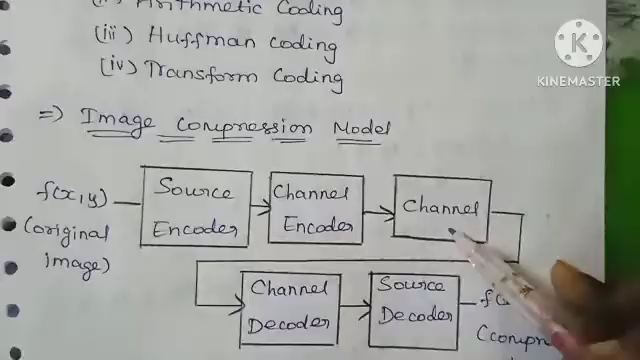 (ii) Arithmetic Coding
(iii) Huffman coding
(iv) Transform Coding
=) Image Compression Model
f(x,y)
(original
image)
Source
Encoder
Channel
Encoder
Channel
Channel
Decoder
Source
Decoder
KINEMASTER